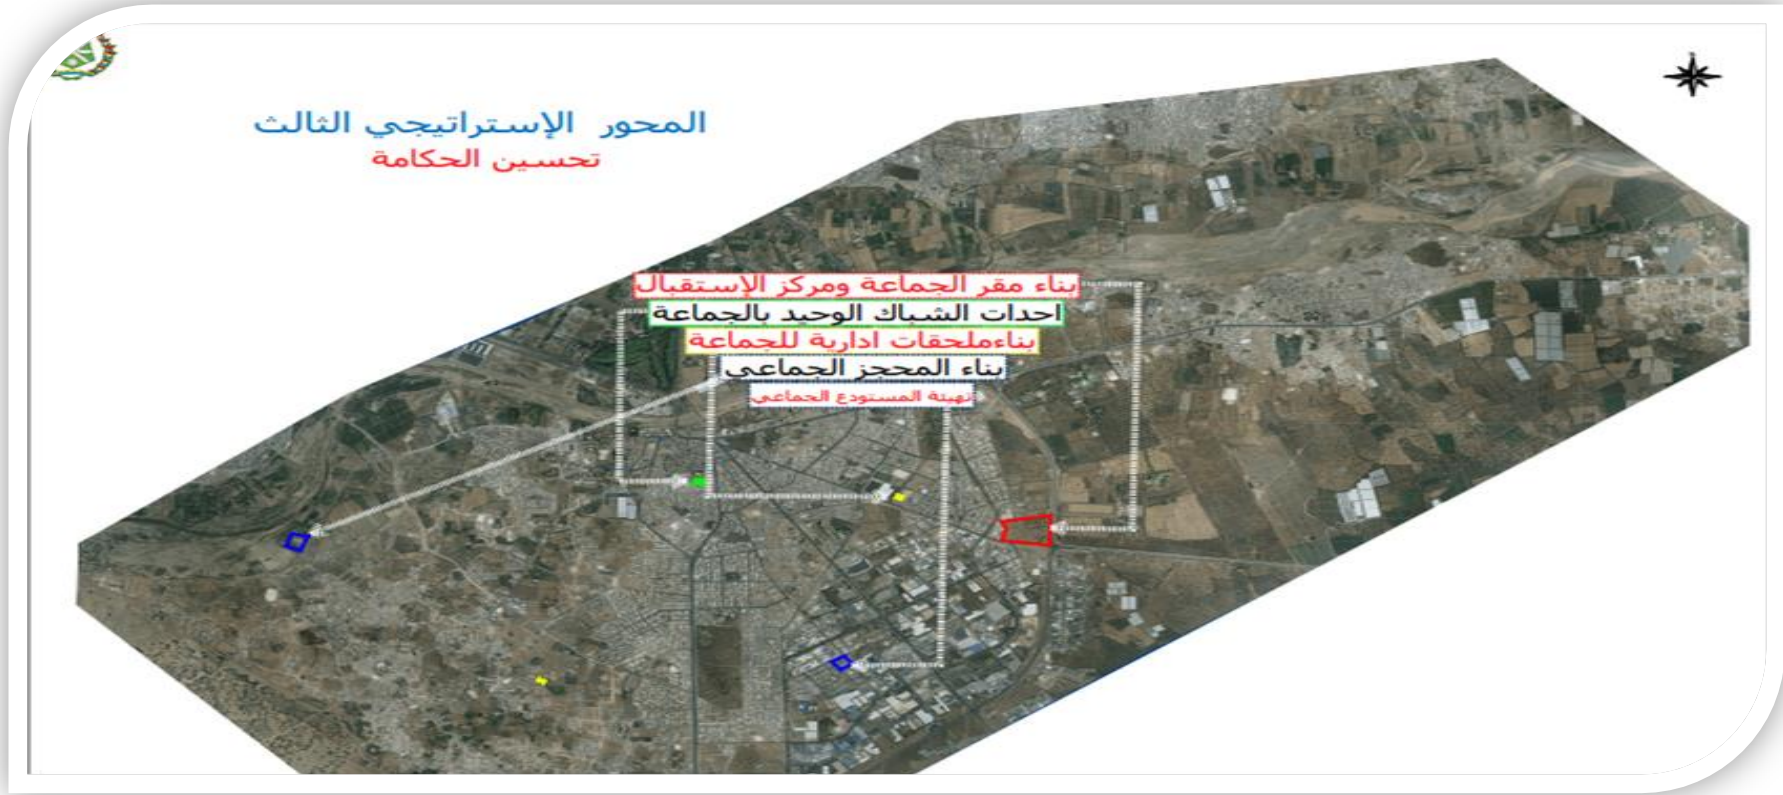 المحور الإستراتيجي الثالث
تحسين الحكامة
بناء مقر الجماعة ومركز الإستقبال
احدات الشباك الوحيد بالجماعة
بناءملحقات ادارية للجماعة
بناء المحجز الجماعي
تهيئة المستودع الجماعي